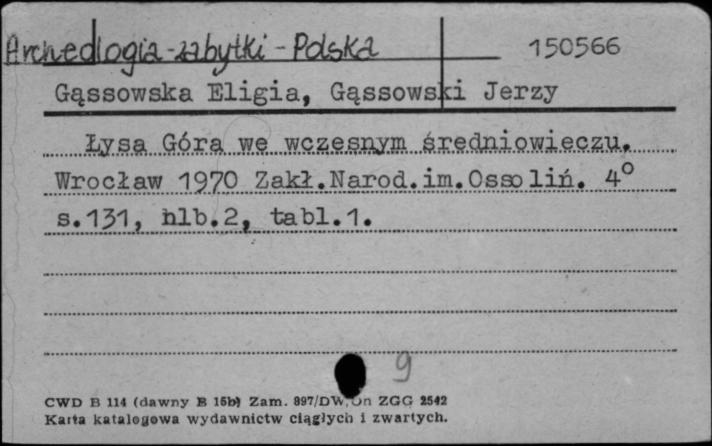 Archeologia-zabytki-Polska 150566
Gąssowska Eligia, Gąssowski Jerzy
Łysa Góra we wczesnym średniowieczu.
Wrocław 1970 Zakł.Narod.im.Ossoliń. 4°
s.131, nlb.2, tabl.1.
9
CWD B 114 (dawny B 15b) Zam. 897/DW,Dn ZGG 2542
Karta katalogowa wydawnictw ciągłych i zwartych.